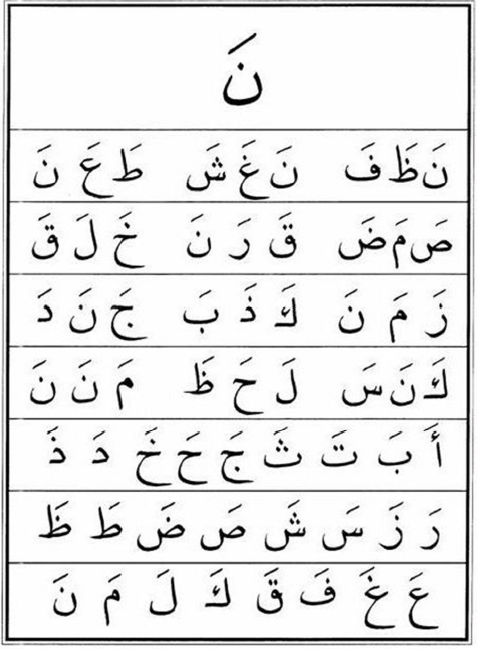 نَ
نَ ظَ فَ نَ غَ شَ طَ عَ نَ
صَ مَ ضَ قَ رَ نَ خَ لَ قَ
زَ مَ نَ كَ ذَ بَ جَ نَ دَ
كَ نَ سَ لَ حَ ظَ مَ نَ نَ
أَ بَ تَ ثَ جَ حَ خَ دَ ذَ
رَ زَ سَ شَ صَ ضَ طَ ظَ
عَ غَ فَ قَ كَ لَ مَ نَ